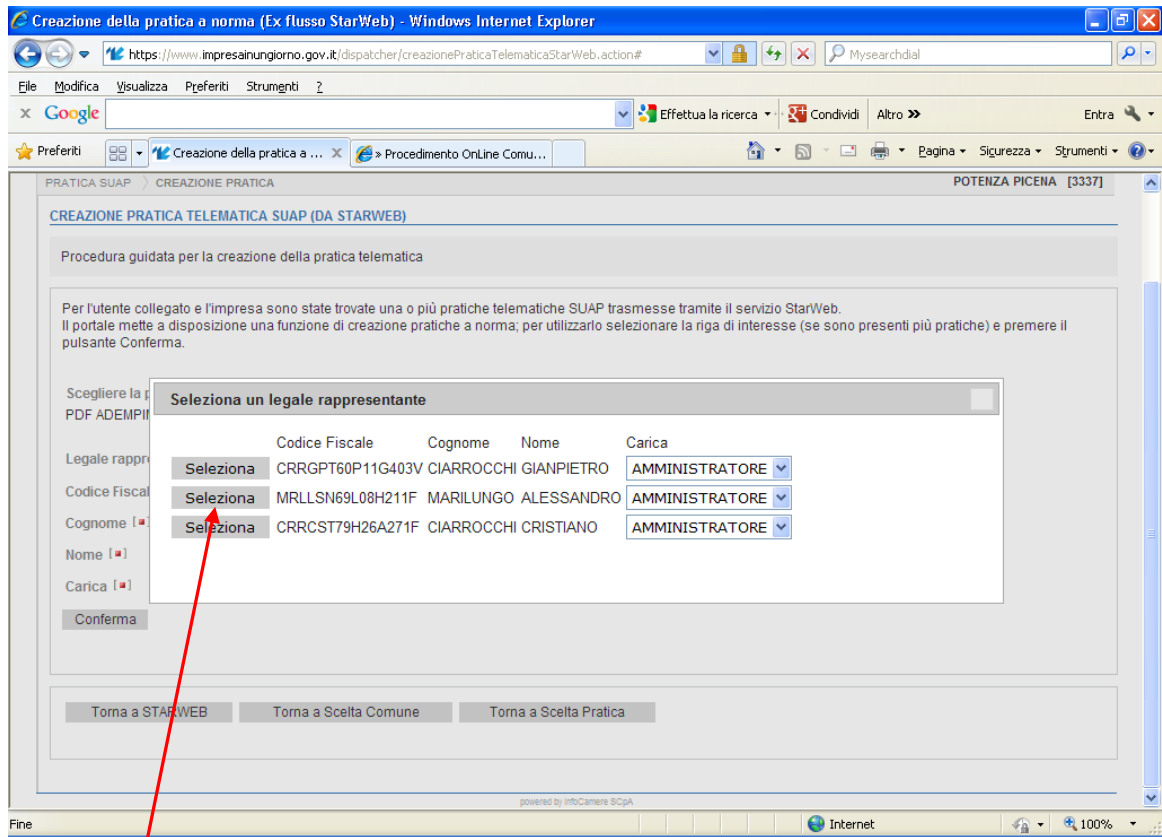 Creazione della pratica a norma (Ex flusso StarWeb) - Windows Internet Explorer
https://www.impresainungiorno.gov.it/dispatcher/creazionePraticaTelematicaStarWeb.action#
Mysearchdial
File Modifica Visualizza Preferiti Strumenti ?
x Google Effettua la ricerca Condividi Altro >> Entra
Preferiti Creazione della pratica a ... X » Procedimento OnLine Comu... Pagina Sicurezza Strumenti
PRATICA SUAP > CREAZIONE PRATICA POTENZA PICENA [3337]
CREAZIONE PRATICA TELEMATICA SUAP (DA STARWEB)
Procedura guidata per la creazione della pratica telematica
Per l'utente collegato e l'impresa sono state trovate una o più pratiche telematiche SUAP trasmesse tramite il servizio StarWeb.
Il portale mette a disposizione una funzione di creazione pratiche a norma; per utilizzarlo selezionare la riga di interesse (se sono presenti più pratiche) e premere il
pulsante Conferma.
Scegliere la p
PDF ADEMPI
Seleziona un legale rappresentante
Codice Fiscale Cognome Nome Carica
Legale rappr
Seleziona CRRGPT60P11G403V CIARROCCHI GIANPIETRO AMMINISTRATORE
Codice Fiscal
Seleziona MRLLSN69L08H211F MARILUNGO ALESSANDRO AMMINISTRATORE
Cognome
Seleziona CRRCST79H26A271F CIARROCCHI CRISTIANO AMMINISTRATORE
Nome
Carica
Conferma
Torna a STARWEB Torna a Scelta Comune Torna a Scelta Pratica
powered by InfoCamere SCpA
Fine Internet 100%